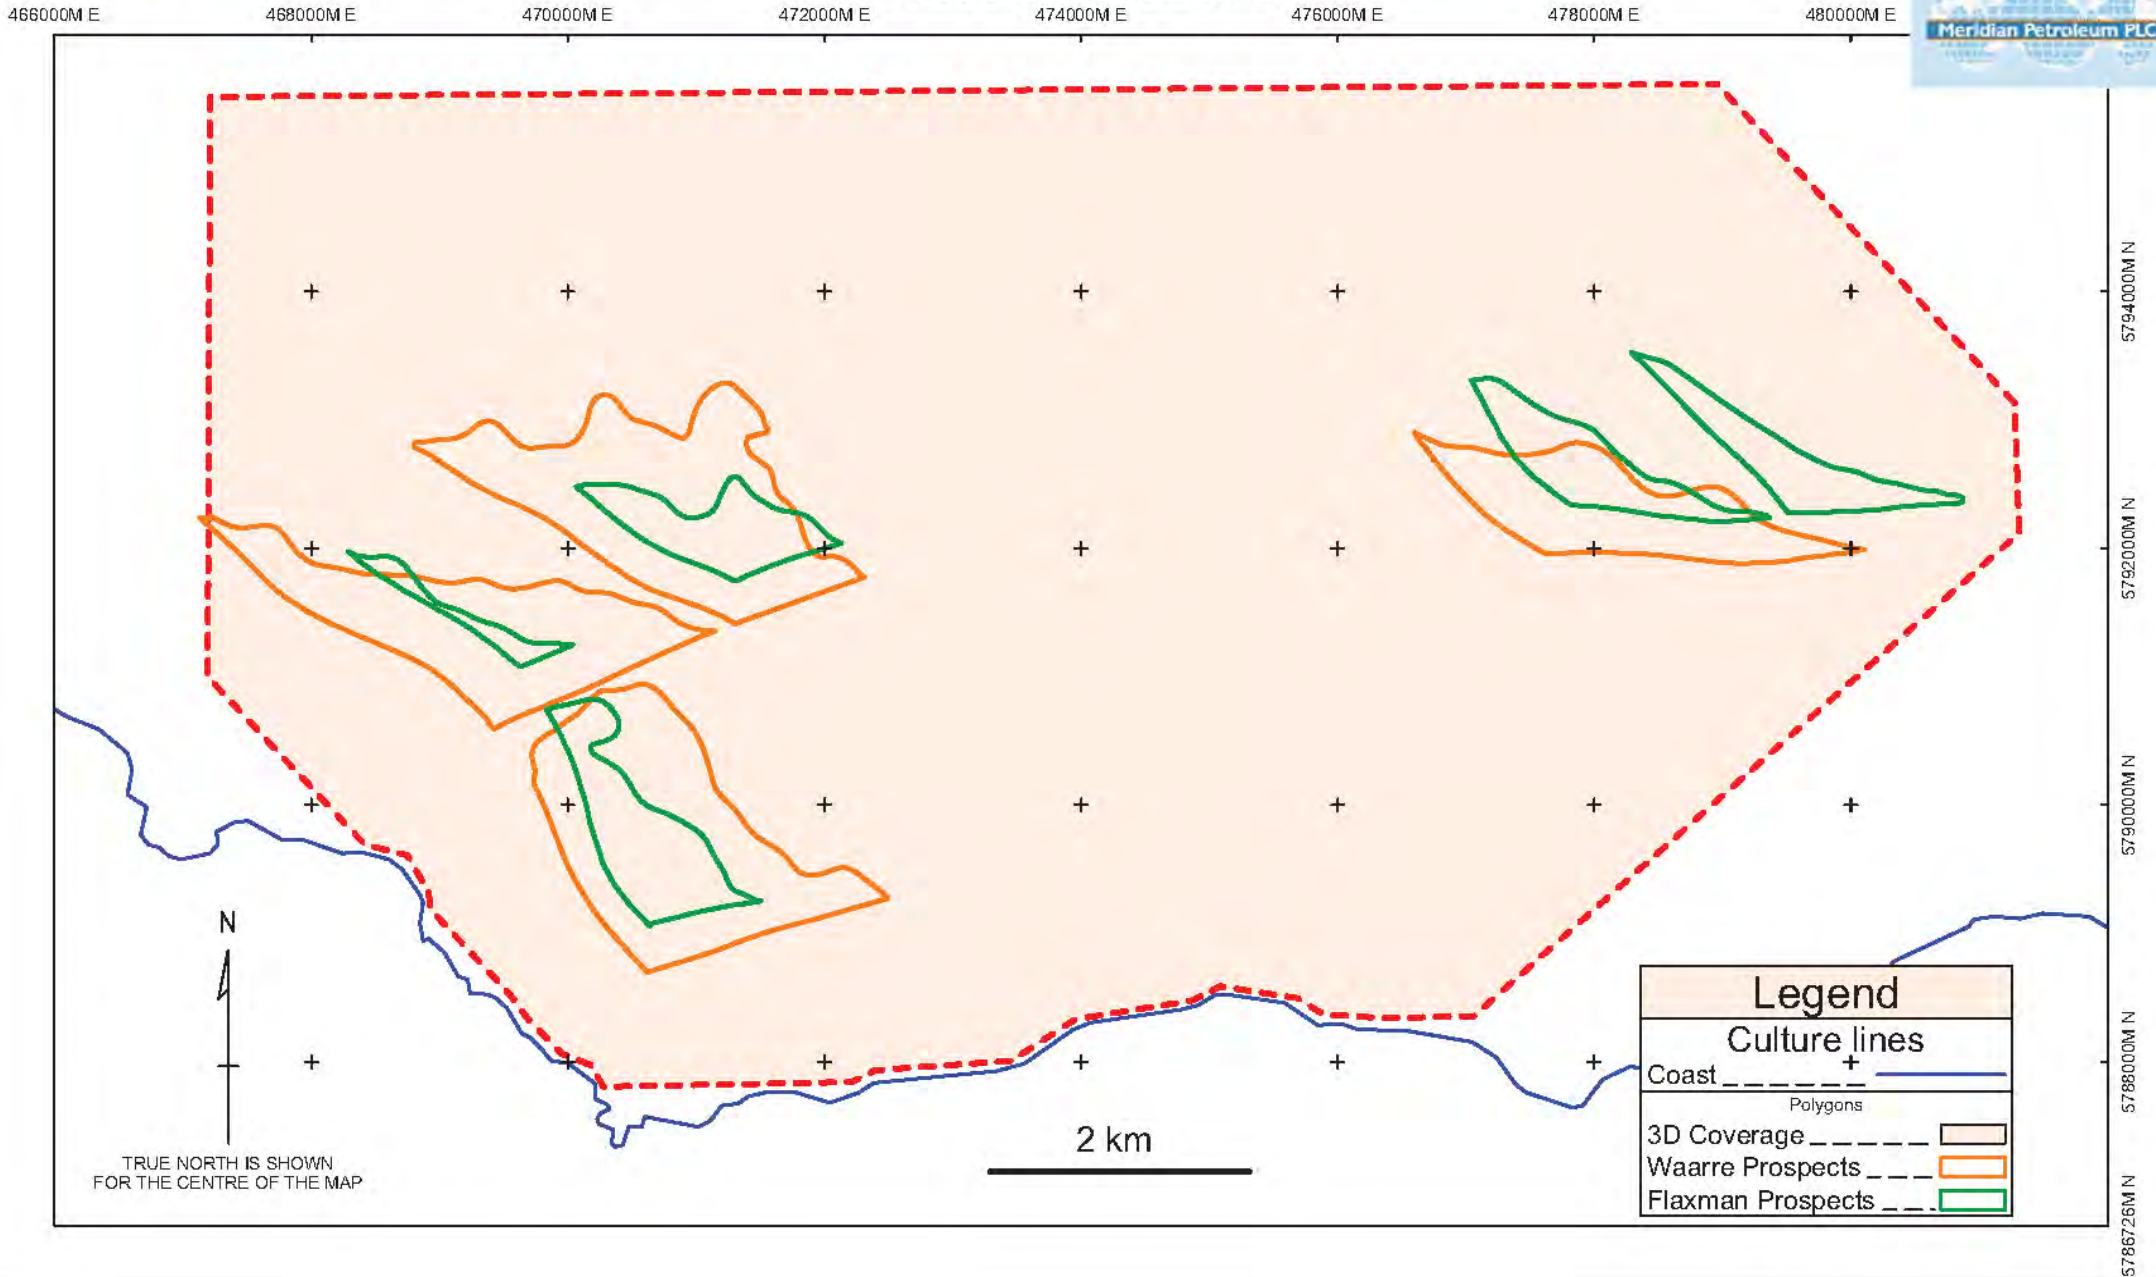 466000M E 468000M E 470000M E 472000M E 474000M E 476000M E 478000M E 480000M E
Meridian Petroleum PLC
5794000M N
5792000M N
5790000M N
5788000M N
5786726M N
N
TRUE NORTH IS SHOWN
FOR THE CENTRE OF THE MAP
2 km
Legend
Culture lines
Coast
Polygons
3D Coverage
Waarre Prospects
Flaxman Prospects